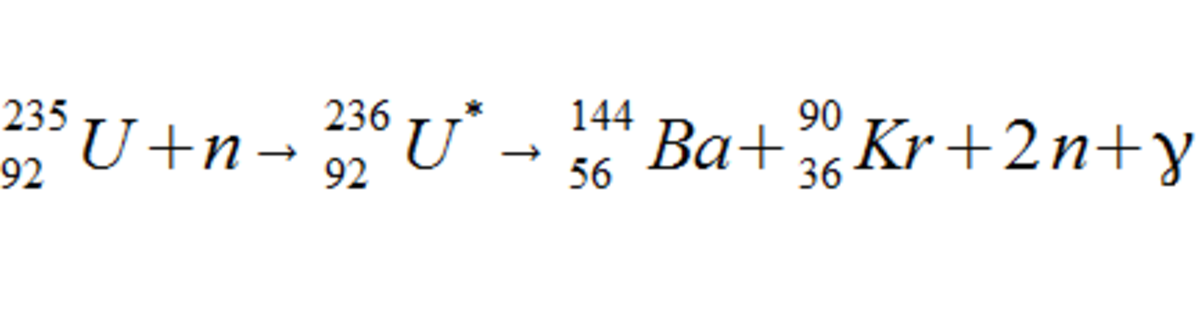 ²³⁵₉₂U + n → ²³⁶₉₂U* → ¹⁴⁴₅₆Ba + ⁹⁰₃₆Kr + 2n + γ